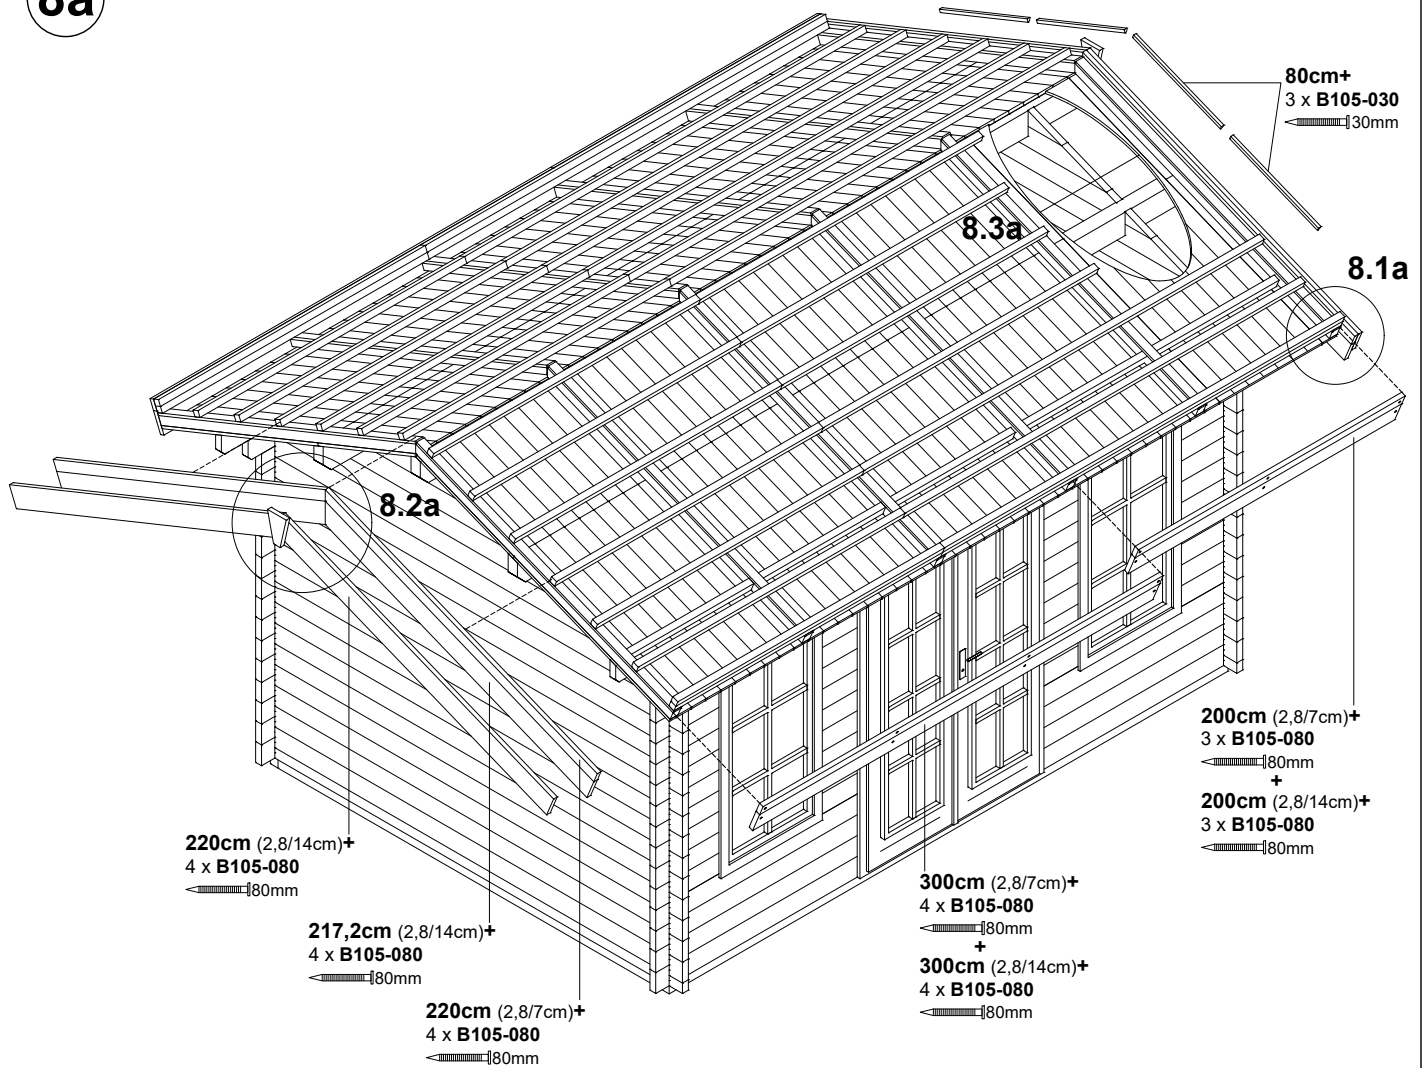 8a
80cm+
3 x B105-030
30mm
8.3a
8.1a
8.2a
200cm (2,8/7cm)+
3 x B105-080
80mm
+
200cm (2,8/14cm)+
3 x B105-080
80mm
220cm (2,8/14cm)+
4 x B105-080
80mm
300cm (2,8/7cm)+
4 x B105-080
80mm
+
300cm (2,8/14cm)+
4 x B105-080
80mm
217,2cm (2,8/14cm)+
4 x B105-080
80mm
220cm (2,8/7cm)+
4 x B105-080
80mm